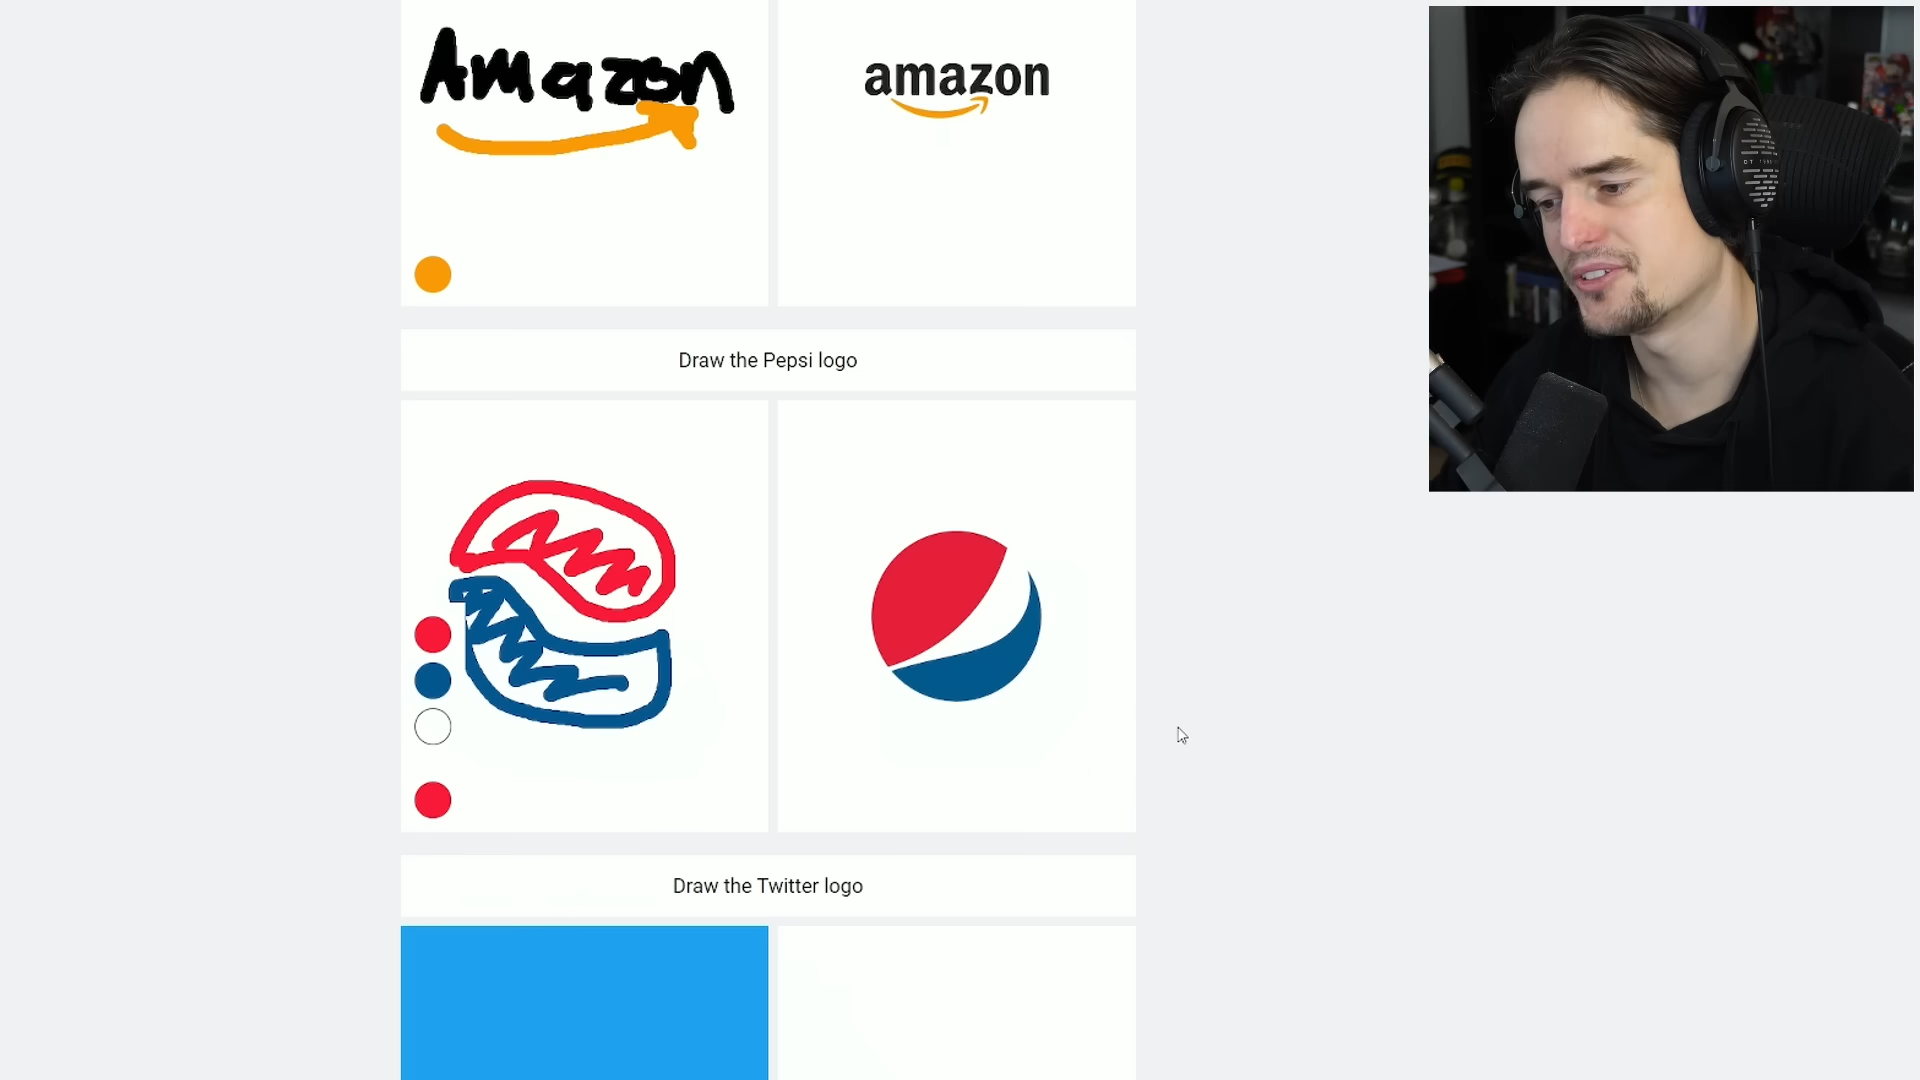 Amazon
amazon
Draw the Pepsi logo
Draw the Twitter logo